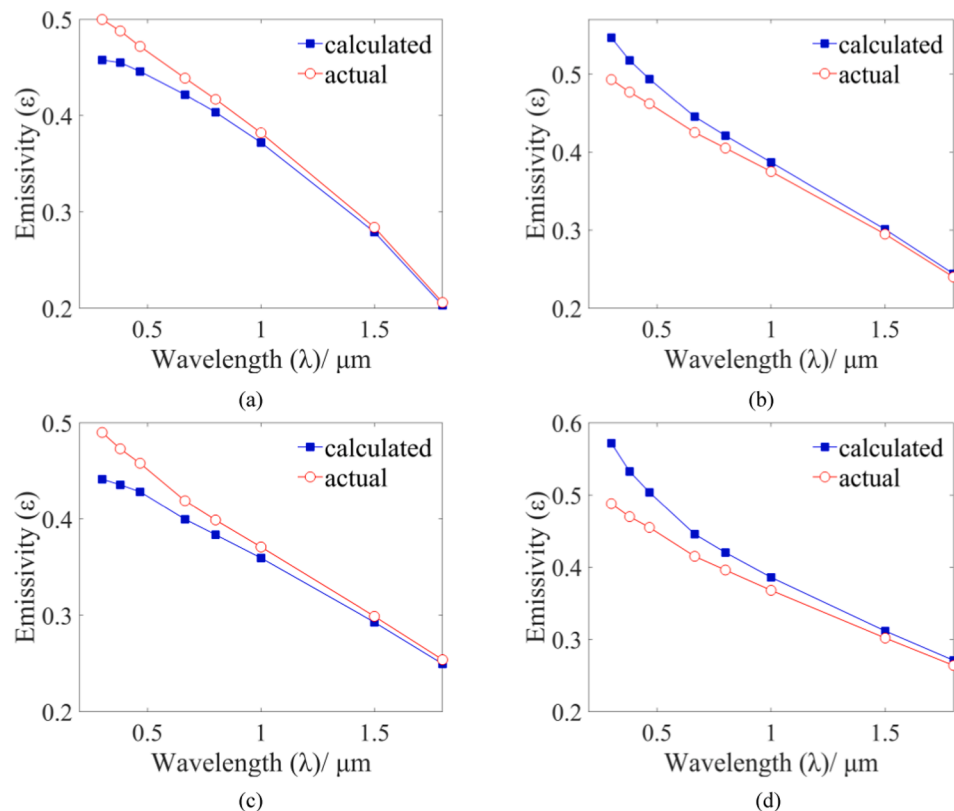 0.5
0.4
0.3
0.2
Emissivity (ε)
calculated
actual
0.5 1 1.5
Wavelength (λ)/ μm
(a)
0.5
0.4
0.3
0.2
Emissivity (ε)
calculated
actual
0.5 1 1.5
Wavelength (λ)/ μm
(b)
0.5
0.4
0.3
0.2
Emissivity (ε)
calculated
actual
0.5 1 1.5
Wavelength (λ)/ μm
(c)
0.6
0.5
0.4
0.3
0.2
Emissivity (ε)
calculated
actual
0.5 1 1.5
Wavelength (λ)/ μm
(d)